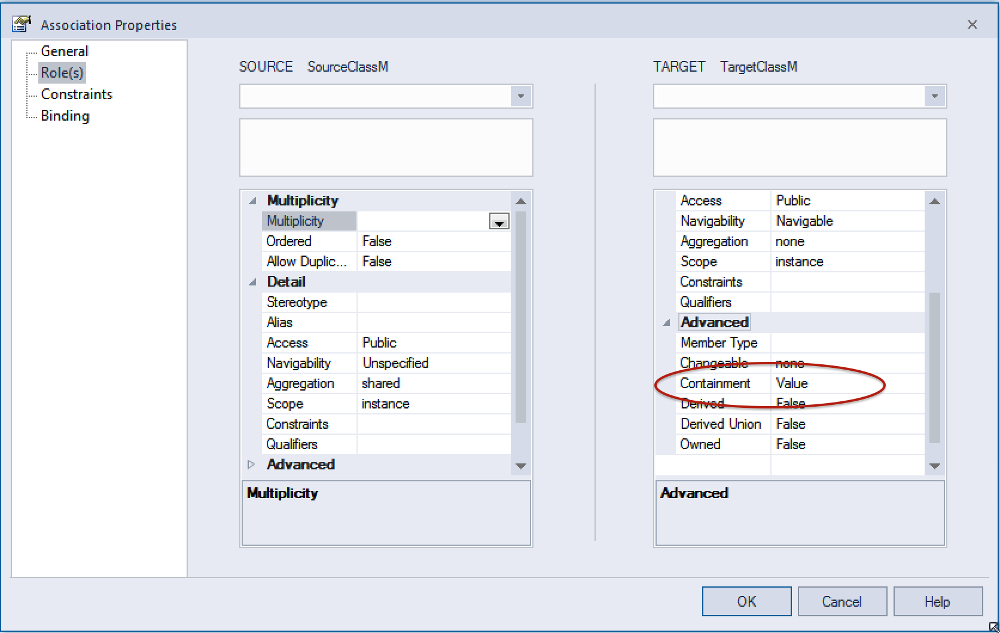 Association Properties
General
Role(s)
Constraints
Binding
SOURCE SourceClassM
Multiplicity
Multiplicity
Ordered False
Allow Duplic...  False
Detail
Stereotype
Alias
Access Public
Navigability Unspecified
Aggregation shared
Scope instance
Constraints
Qualifiers
Advanced
Multiplicity
TARGET TargetClassM
Access Public
Navigability Navigable
Aggregation none
Scope instance
Constraints
Qualifiers
Advanced
Member Type
Changeable none
Containment Value
Derived False
Derived Union False
Owned False
Advanced
OK Cancel Help